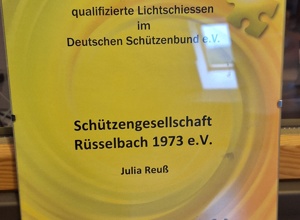 qualifizierte Lichtschiessen
im
Deutschen Schützenbund e.V.
Schützengesellschaft
Rüsselbach 1973 e.V.
Julia Reuß